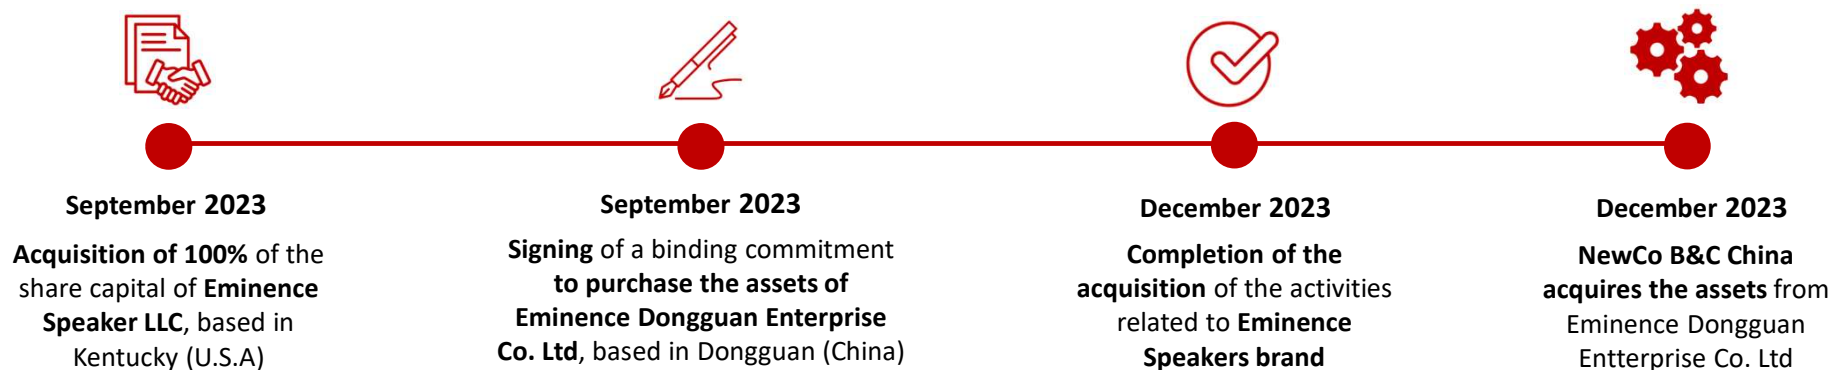 September 2023
Acquisition of 100% of the
share capital of Eminence
Speaker LLC, based in
Kentucky (U.S.A)
September 2023
Signing of a binding commitment
to purchase the assets of
Eminence Dongguan Enterprise
Co. Ltd, based in Dongguan (China)
December 2023
Completion of the
acquisition of the activities
related to Eminence
Speakers brand
December 2023
NewCo B&C China
acquires the assets from
Eminence Dongguan
Entterprise Co. Ltd